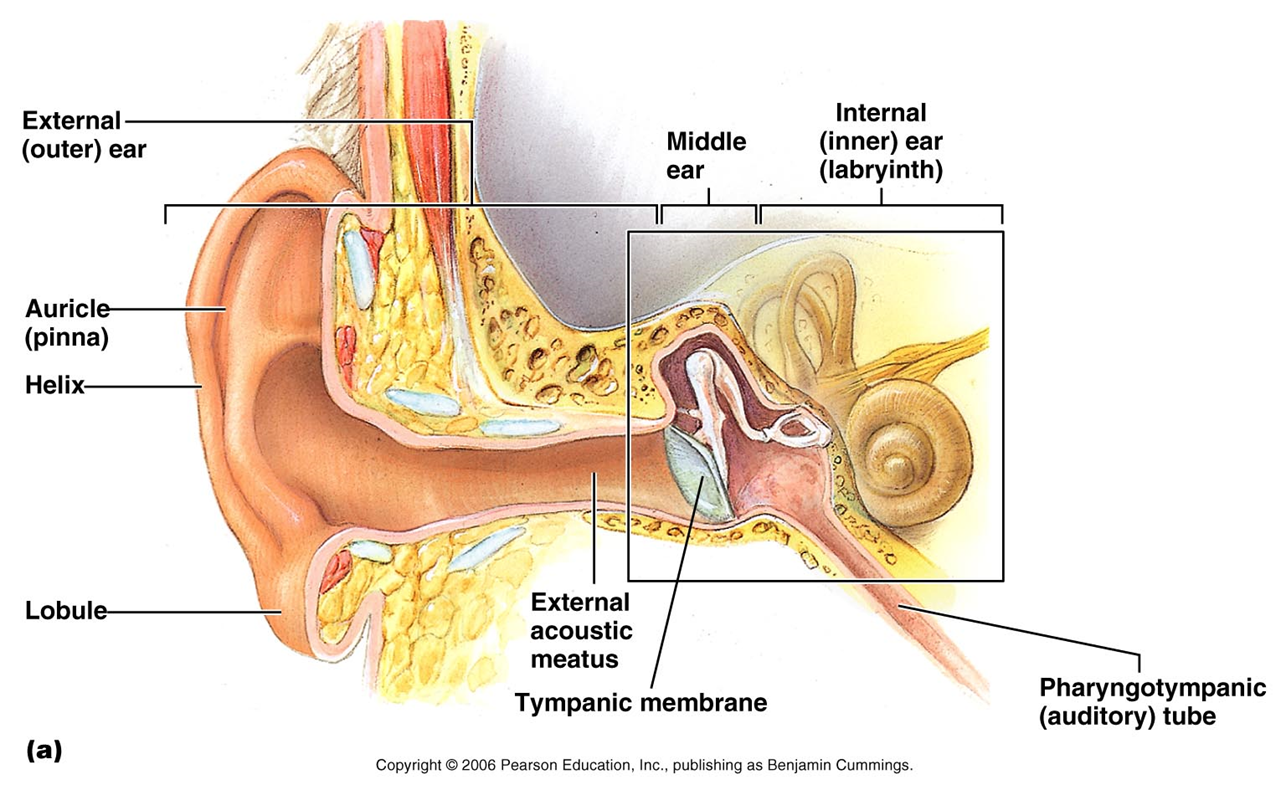 External
(outer) ear
Middle
ear
Internal
(inner) ear
(labryinth)
Auricle
(pinna)
Helix
Lobule
External
acoustic
meatus
Tympanic membrane
Pharyngotympanic
(auditory) tube
(a)
Copyright © 2006 Pearson Education, Inc., publishing as Benjamin Cummings.